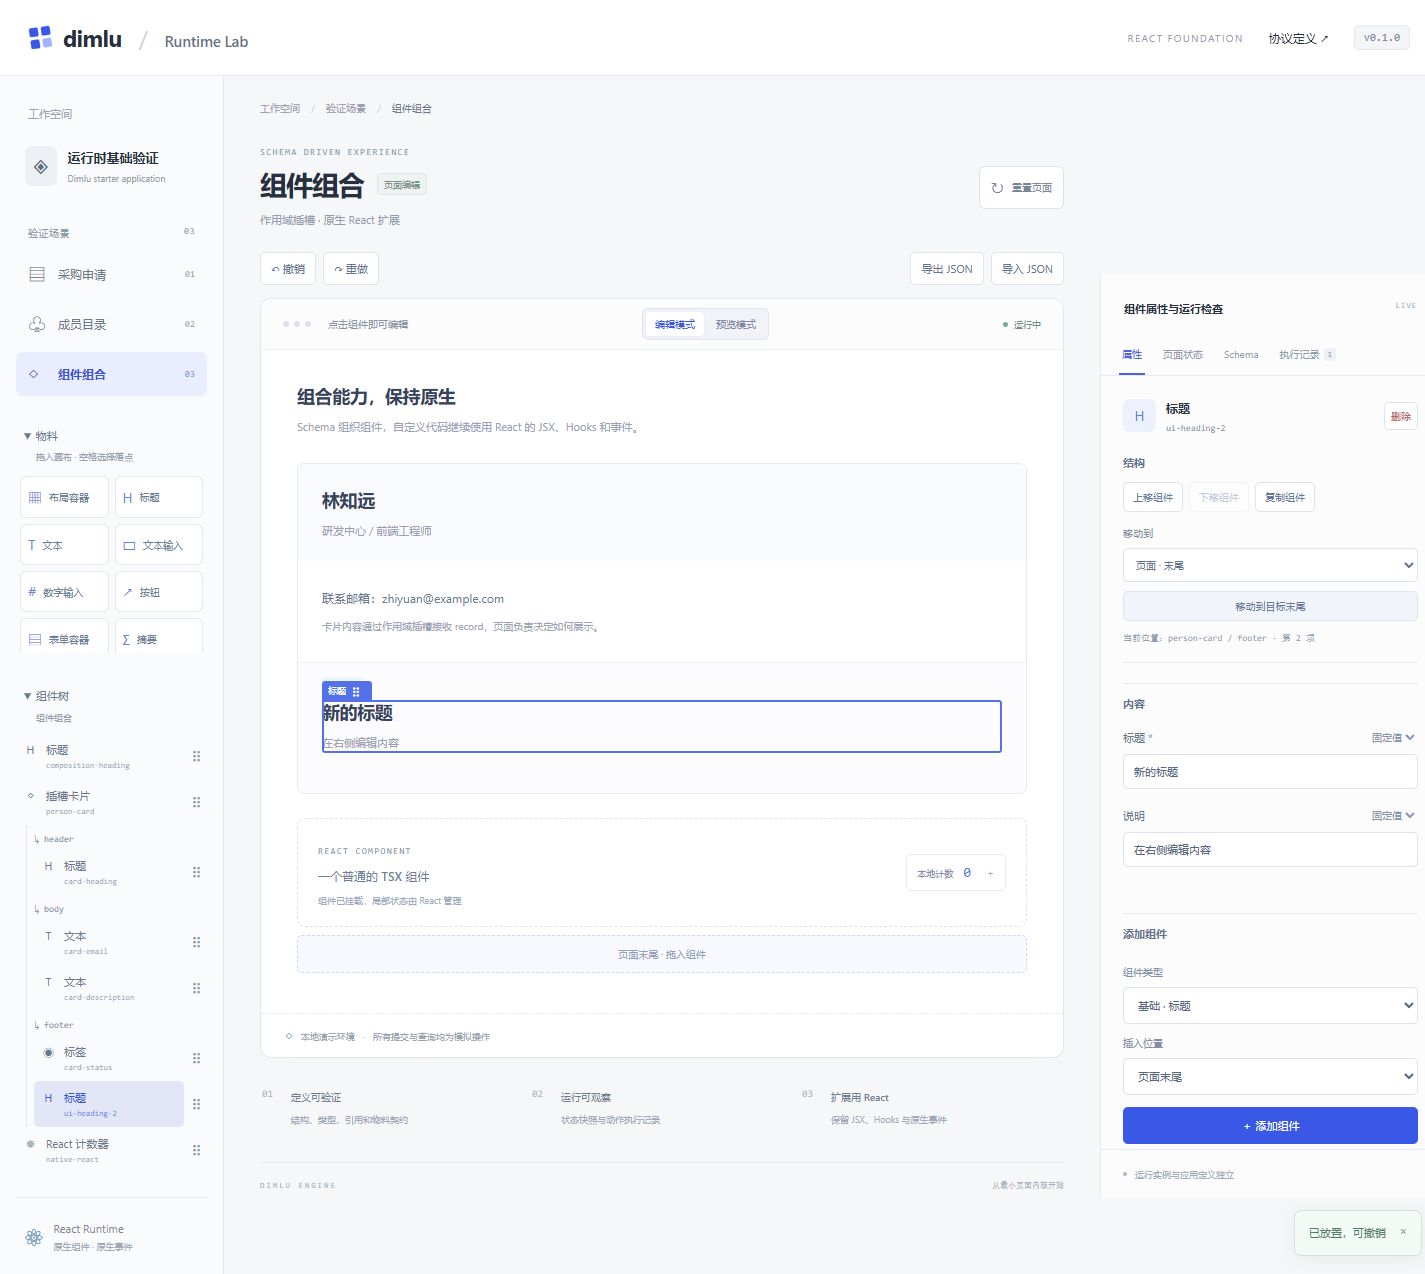 dimlu / Runtime Lab
REACT FOUNDATION
协议定义 ↗
v0.1.0
工作空间
运行时基础验证
Dimlu starter application
验证场景 03
采购申请 01
成员目录 02
组件组合 03
▼ 物料
拖入画布 · 空格选择落点
布局容器
H 标题
T 文本
文本输入
# 数字输入
↗ 按钮
表单容器
∑ 摘要
▼ 组件树
组件组合
H 标题
composition-heading
插槽卡片
person-card
↳ header
H 标题
card-heading
↳ body
T 文本
card-email
T 文本
card-description
↳ footer
标签
card-status
H 标题
ui-heading-2
React 计数器
native-react
React Runtime
原生组件 · 原生事件
工作空间 / 验证场景 / 组件组合
SCHEMA DRIVEN EXPERIENCE
组件组合 页面编辑
作用域插槽 · 原生 React 扩展
↻ 重置页面
↶ 撤销
↷ 重做
导出 JSON
导入 JSON
点击组件即可编辑
编辑模式
预览模式
运行中
组合能力，保持原生
Schema 组织组件，自定义代码继续使用 React 的 JSX、Hooks 和事件。
林知远
研发中心 / 前端工程师
联系邮箱：zhiyuan@example.com
卡片内容通过作用域插槽接收 record，页面负责决定如何展示。
标题
新的标题
在右侧编辑内容
REACT COMPONENT
一个普通的 TSX 组件
组件已挂载，局部状态由 React 管理
本地计数 0 +
页面末尾 · 拖入组件
本地演示环境 · 所有提交与查询均为模拟操作
01 定义可验证
结构、类型、引用和物料契约
02 运行可观察
状态快照与动作执行记录
03 扩展用 React
保留 JSX、Hooks 与原生事件
DIMLU ENGINE
从最小页面内核开始
组件属性与运行检查 LIVE
属性 页面状态 Schema 执行记录 1
H 标题
ui-heading-2
删除
结构
上移组件
下移组件
复制组件
移动到
页面 · 末尾
移动到目标末尾
当前位置：person-card / footer · 第 2 项
内容
标题 * 固定值
新的标题
说明 固定值
在右侧编辑内容
添加组件
组件类型
基础 · 标题
插入位置
页面末尾
+ 添加组件
运行实例与应用定义独立
已放置，可撤销 ×